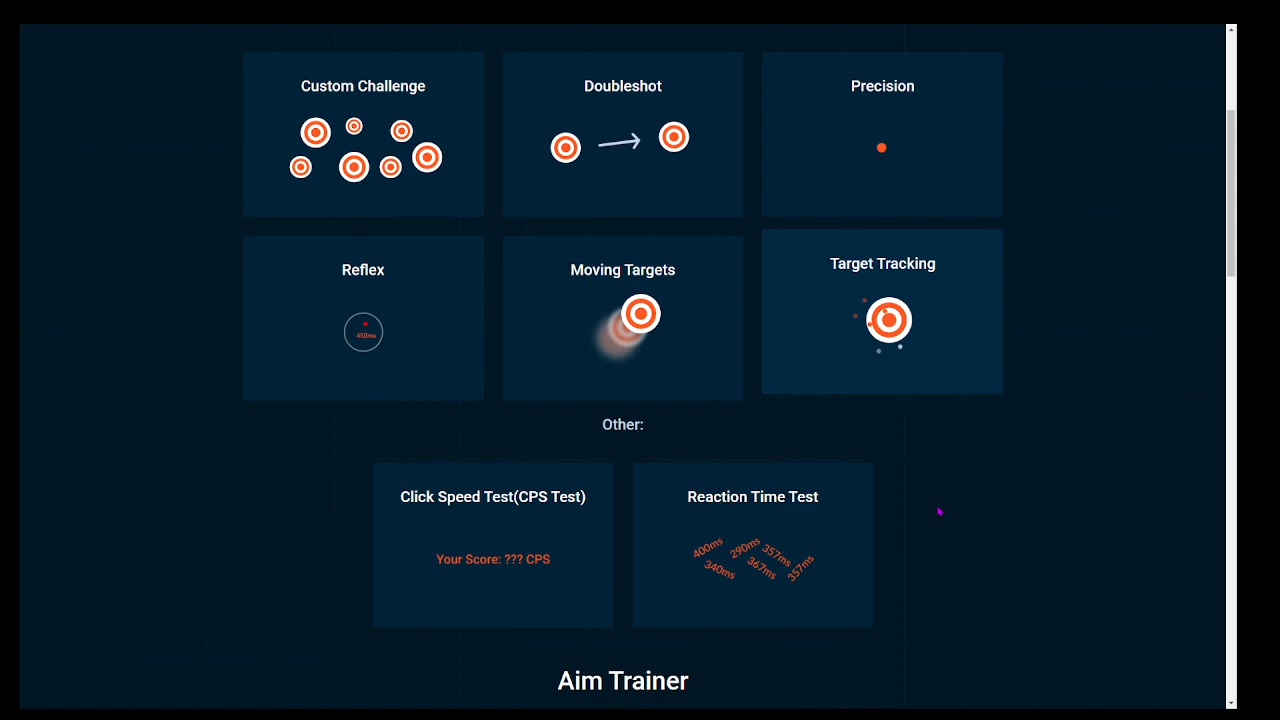 Custom Challenge
Doubleshot
Precision
Reflex
450ms
Moving Targets
Target Tracking
Other:
Click Speed Test(CPS Test)
Your Score: ??? CPS
Reaction Time Test
400ms
290ms
357ms
340ms
367ms
357ms
Aim Trainer